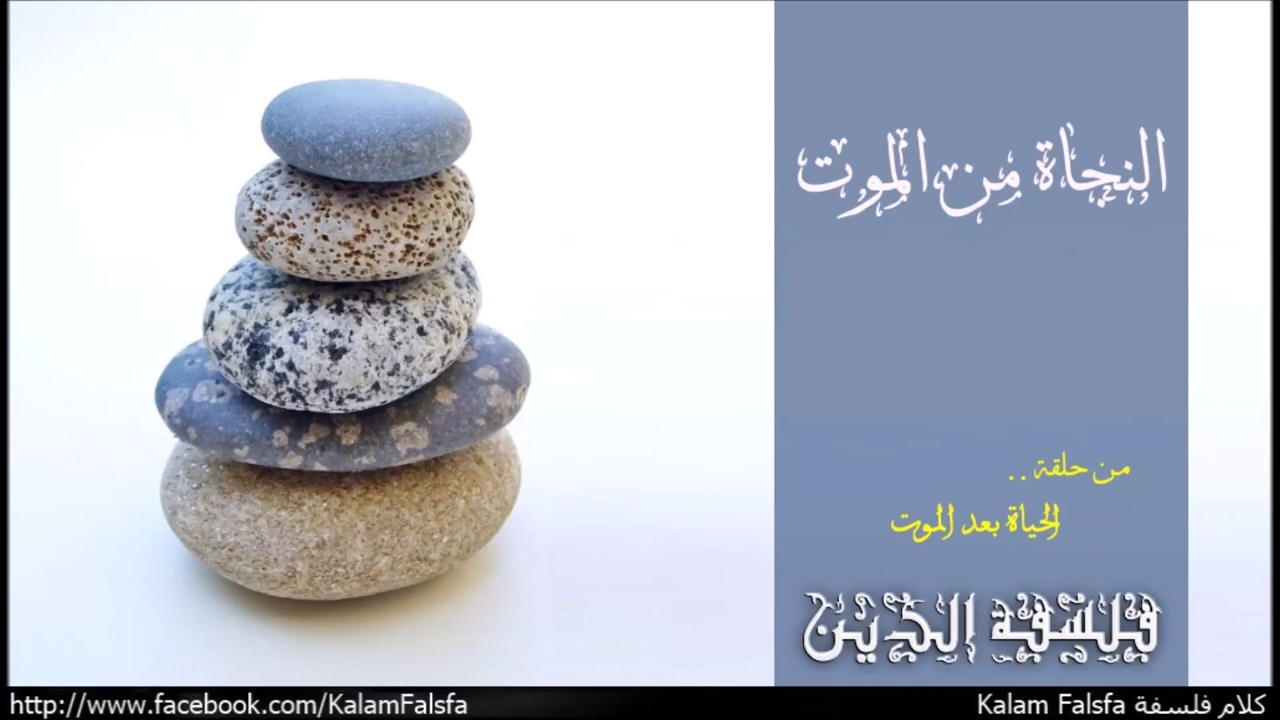 النجاة من الموت
من حلقة ..
الحياة بعد الموت
فلسفة الدين
http://www.facebook.com/KalamFalsfa
Kalam Falsfa كلام فلسفة